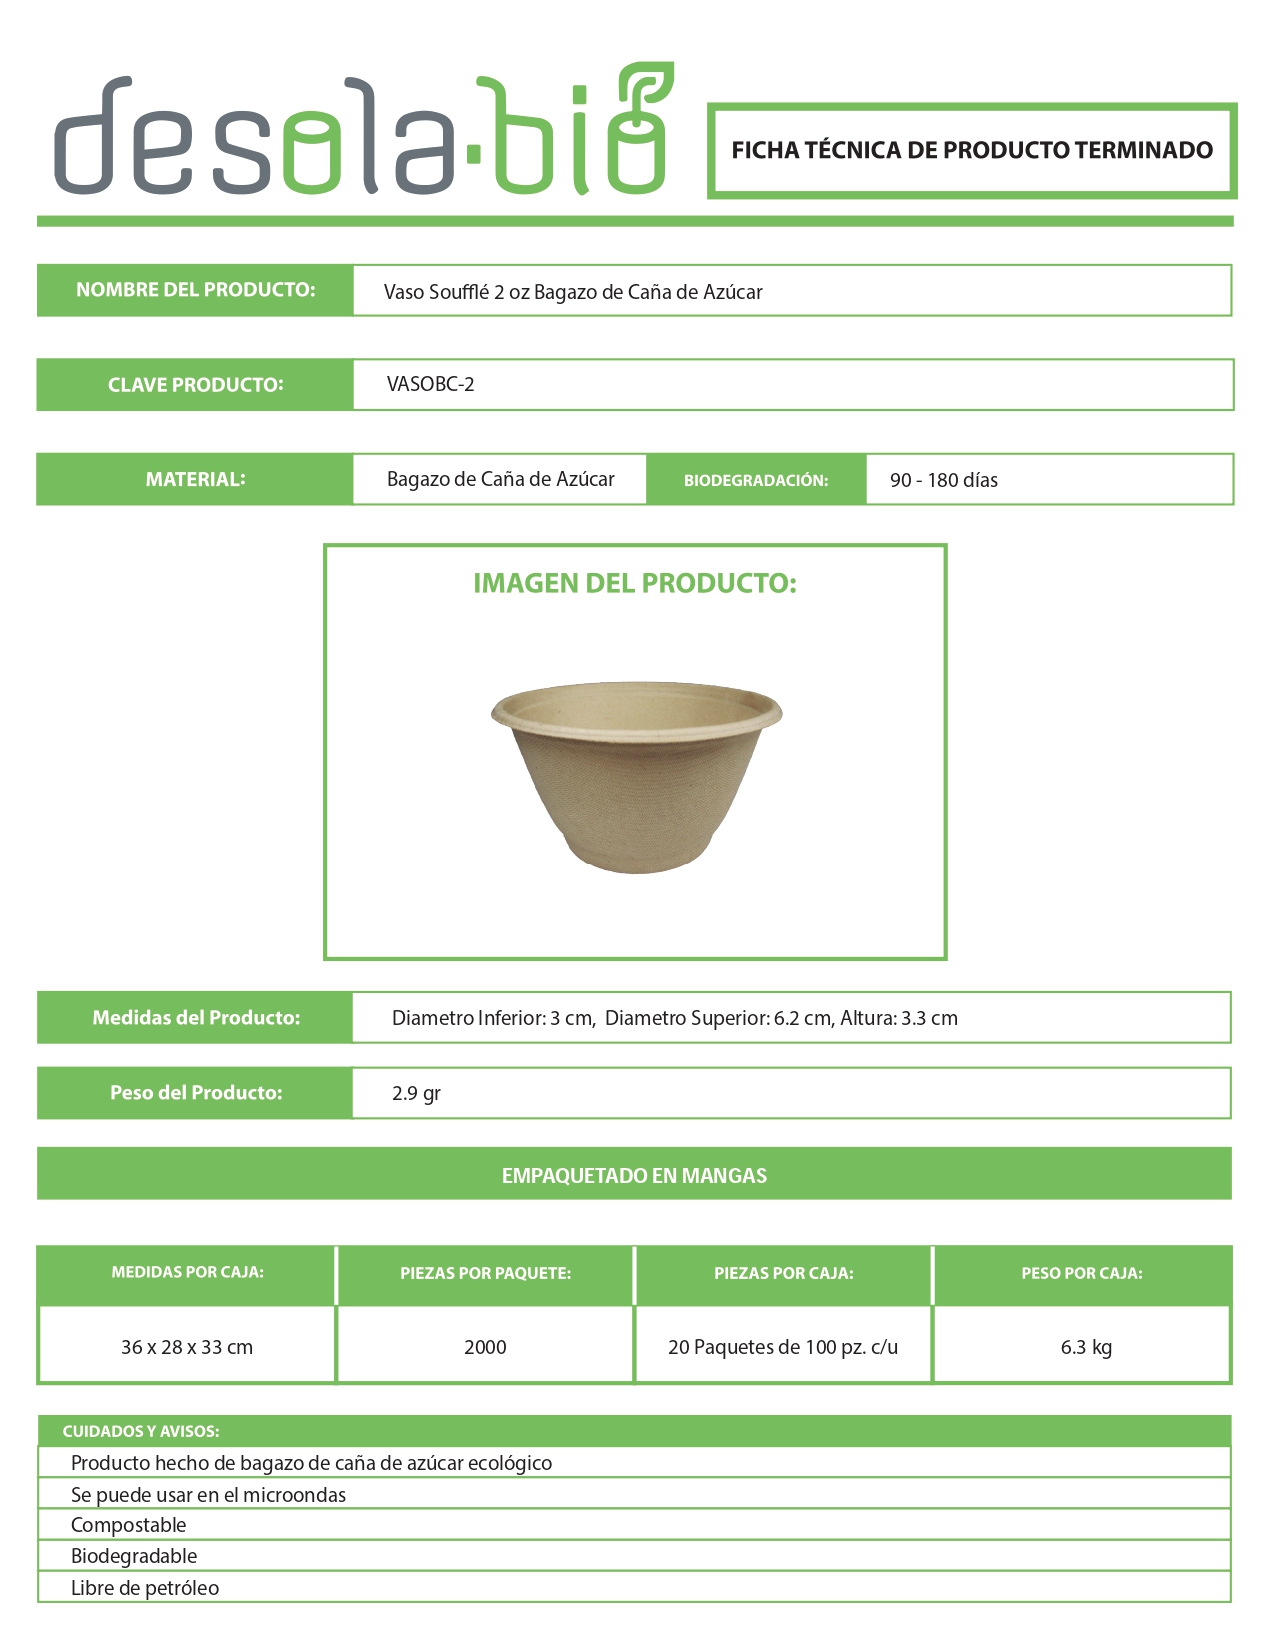 desola.bio
FICHA TÉCNICA DE PRODUCTO TERMINADO
NOMBRE DEL PRODUCTO:
Vaso Soufflé 2 oz Bagazo de Caña de Azúcar
CLAVE PRODUCTO:
VASOBC-2
MATERIAL:
Bagazo de Caña de Azúcar
BIODEGRADACIÓN:
90 - 180 días
IMAGEN DEL PRODUCTO:
Medidas del Producto:
Diametro Inferior: 3 cm, Diametro Superior: 6.2 cm, Altura: 3.3 cm
Peso del Producto:
2.9 gr
EMPAQUETADO EN MANGAS
MEDIDAS POR CAJA:
PIEZAS POR PAQUETE:
PIEZAS POR CAJA:
PESO POR CAJA:
36 x 28 x 33 cm
2000
20 Paquetes de 100 pz. c/u
6.3 kg
CUIDADOS Y AVISOS:
Producto hecho de bagazo de caña de azúcar ecológico
Se puede usar en el microondas
Compostable
Biodegradable
Libre de petróleo